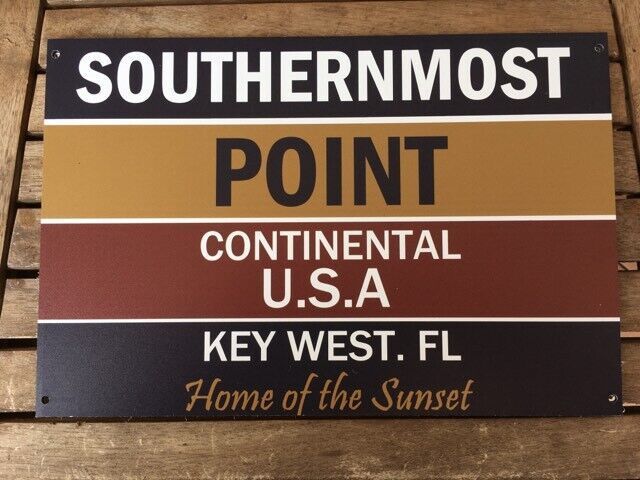 SOUTHERNMOST
POINT
CONTINENTAL
U.S.A
KEY WEST. FL
Home of the Sunset